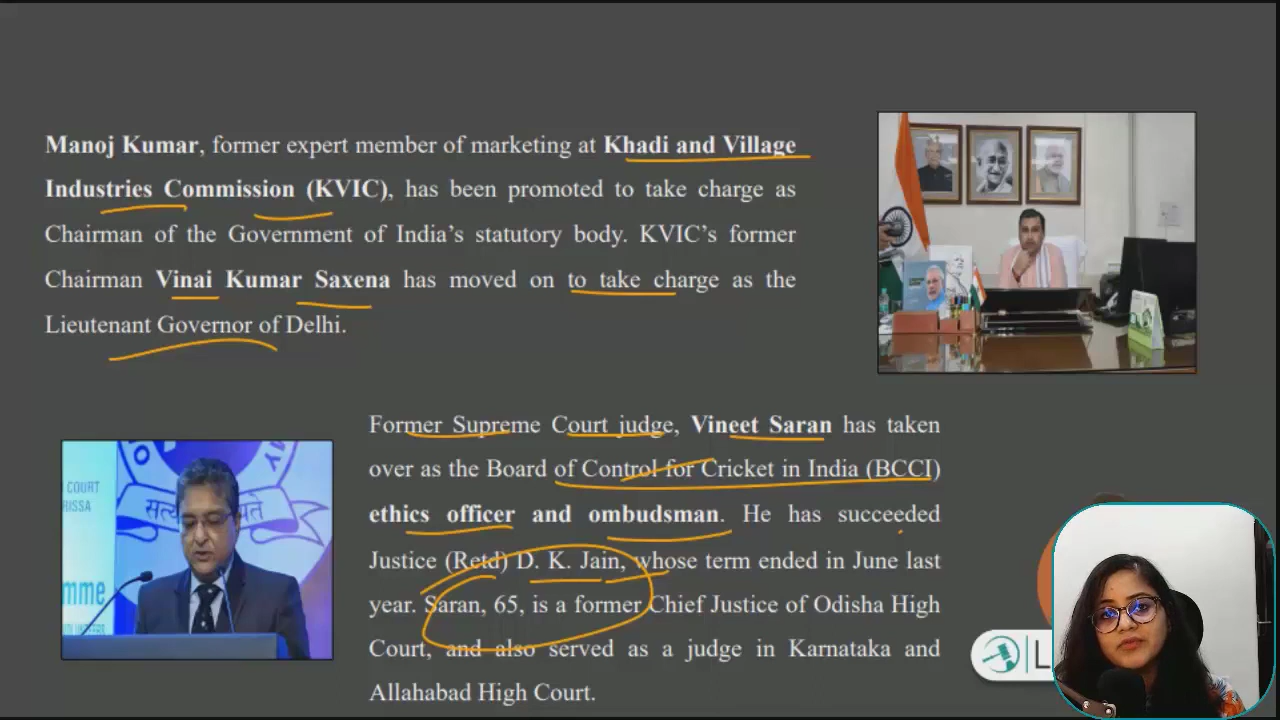 Manoj Kumar, former expert member of marketing at Khadi and Village
Industries Commission (KVIC), has been promoted to take charge as
Chairman of the Government of India's statutory body. KVIC's former
Chairman Vinai Kumar Saxena has moved on to take charge as the
Lieutenant Governor of Delhi.
Former Supreme Court judge, Vineet Saran has taken
over as the Board of Control for Cricket in India (BCCI)
ethics officer and ombudsman. He has succeeded
Justice (Retd) D. K. Jain, whose term ended in June last
year. Saran, 65, is a former Chief Justice of Odisha High
Court, and also served as a judge in Karnataka and
Allahabad High Court.
COURT
RISSA
mme
L